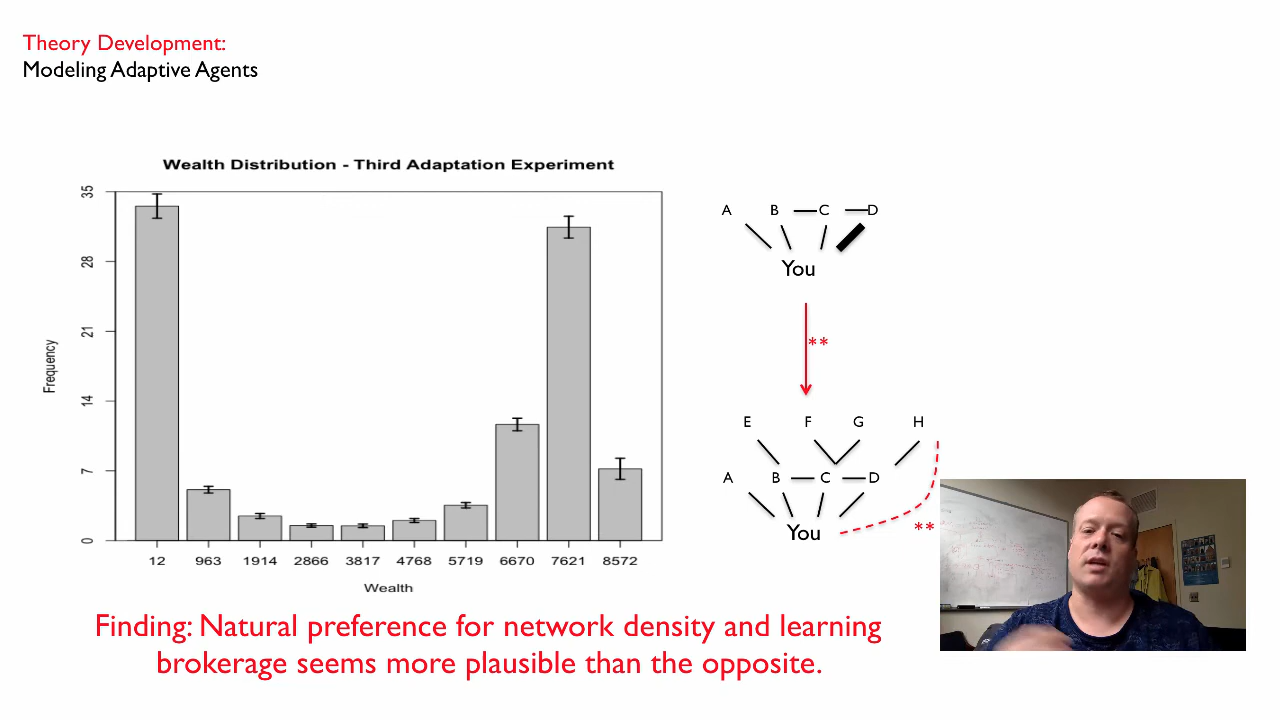 Theory Development:
Modeling Adaptive Agents
Wealth Distribution - Third Adaptation Experiment
35
28
21
14
7
0
Frequency
12 963 1914 2866 3817 4768 5719 6670 7621 8572
Wealth
A B C D
You
**
E F G H
A B C D
You
**
Finding: Natural preference for network density and learning
brokerage seems more plausible than the opposite.